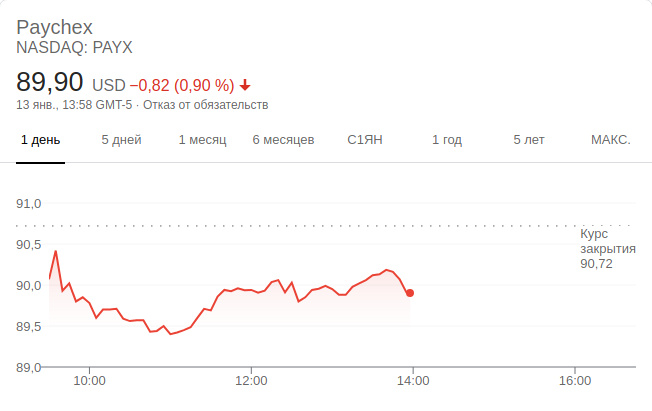 Paychex
NASDAQ: PAYX
89,90 USD −0,82 (0,90 %)
13 янв., 13:58 GMT-5 · Отказ от обязательств
1 день 5 дней 1 месяц 6 месяцев С1ЯН 1 год 5 лет МАКС.
91,0
Курс
закрытия
90,72
90,5
90,0
89,5
89,0
10:00 12:00 14:00 16:00